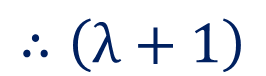 ∴ (λ + 1)